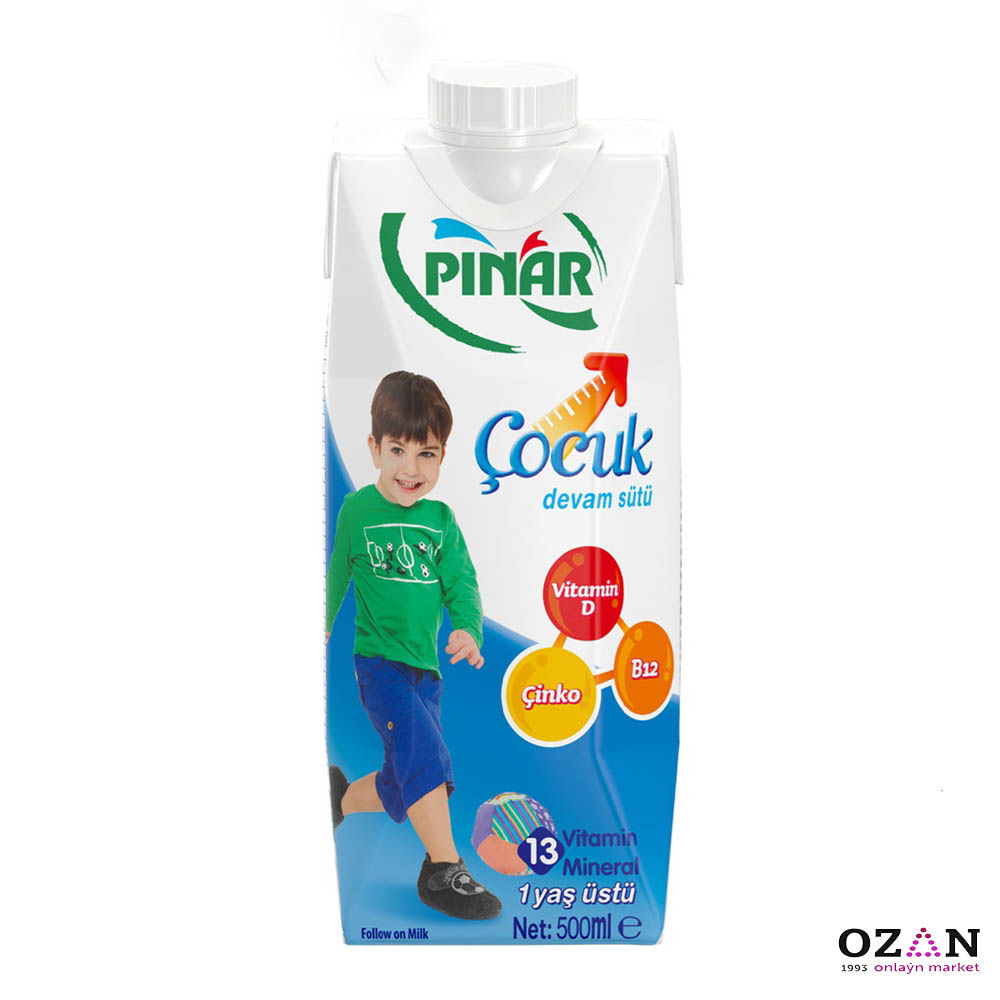 PINAR
Çocuk
devam sütü
Vitamin
D
B12
Çinko
13 Vitamin
Mineral
1 yaş üstü
Net: 500ml ℮
Follow on Milk
OZAN
1993 onlaýn market